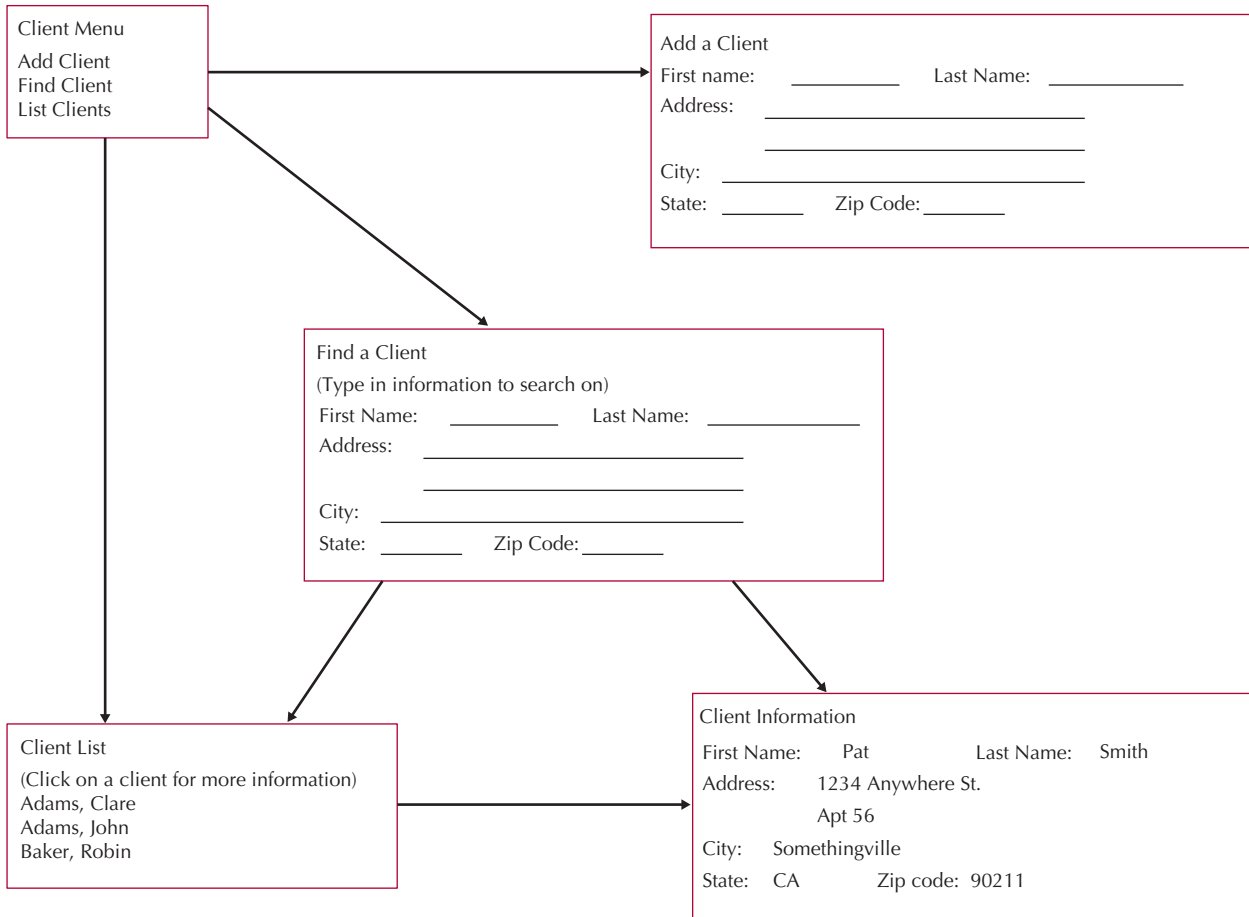 Client Menu
Add Client
Find Client
List Clients
Add a Client
First name: Last Name:
Address:
City:
State: Zip Code:
Find a Client
(Type in information to search on)
First Name: Last Name:
Address:
City:
State: Zip Code:
Client List
(Click on a client for more information)
Adams, Clare
Adams, John
Baker, Robin
Client Information
First Name: Pat Last Name: Smith
Address: 1234 Anywhere St.
Apt 56
City: Somethingville
State: CA Zip code: 90211